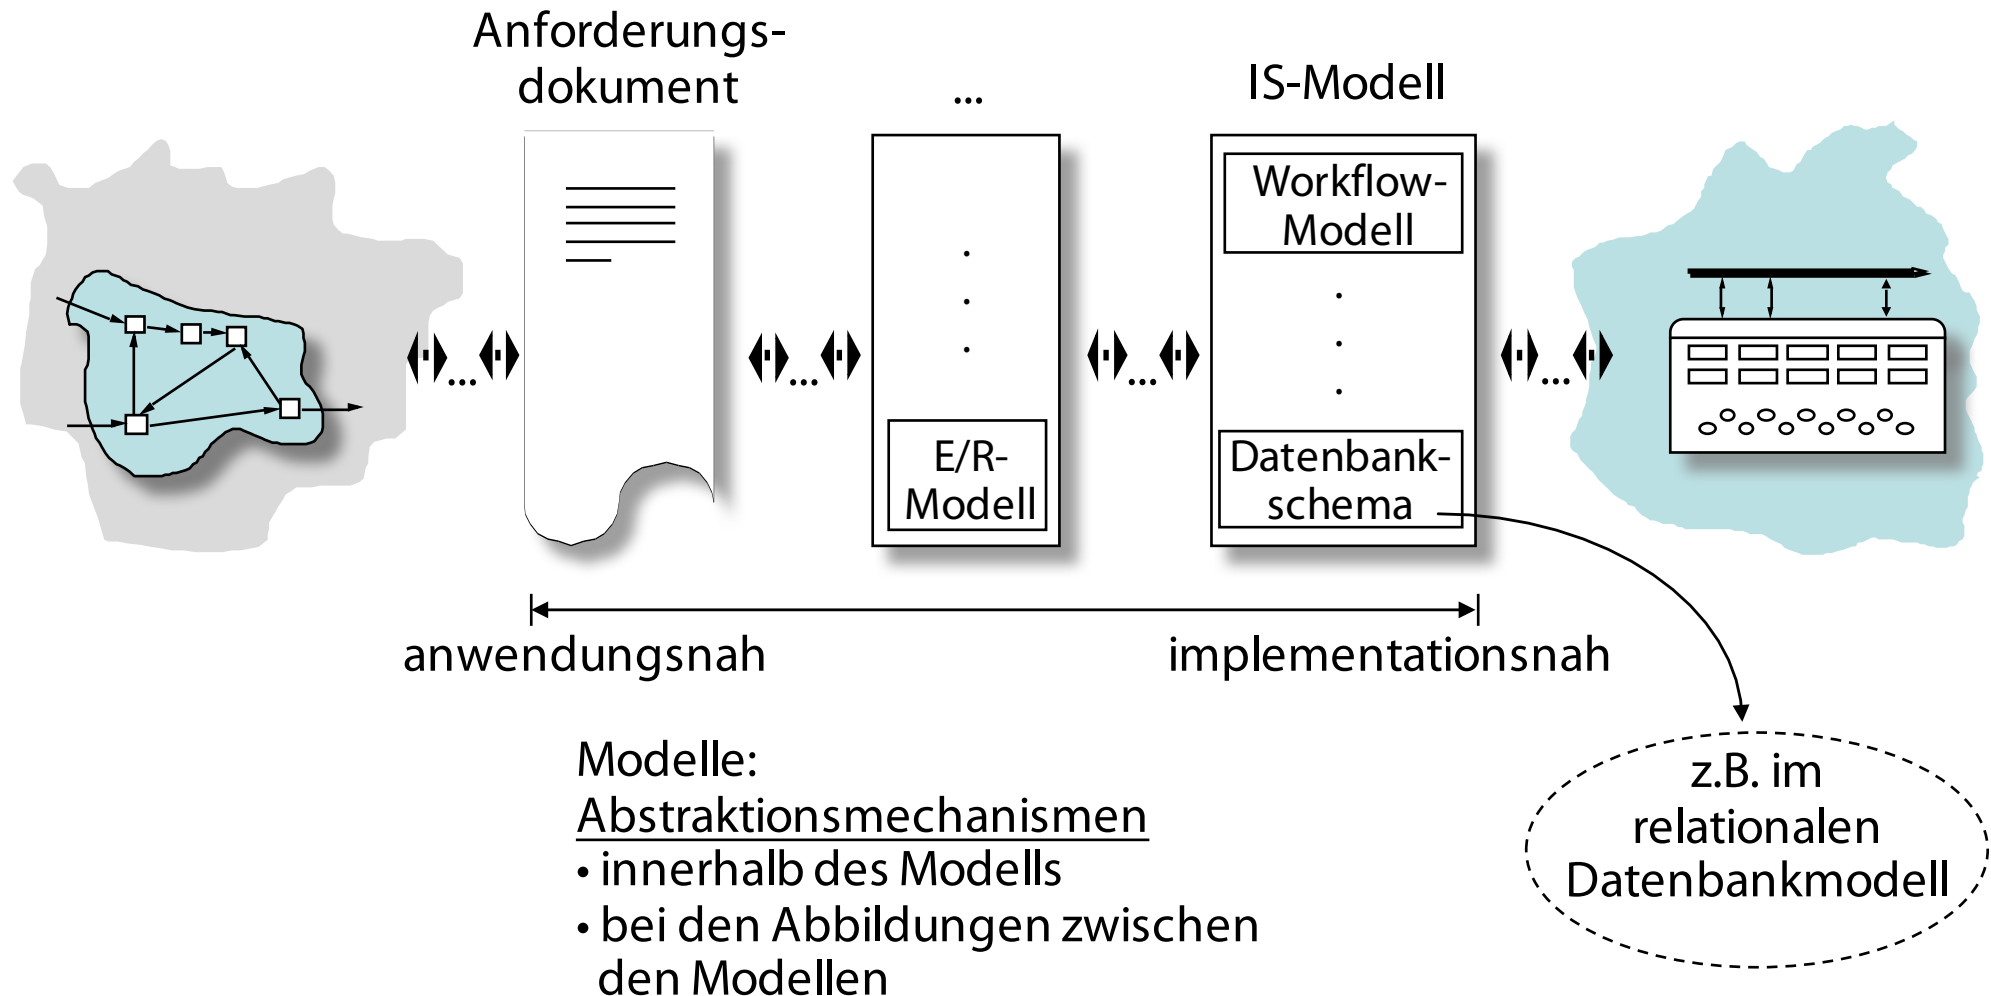 Anforderungs-
dokument
...
IS-Modell
Workflow-
Modell
E/R-
Modell
Datenbank-
schema
...
...
...
...
anwendungsnah
implementationsnah
Modelle:
Abstraktionsmechanismen
• innerhalb des Modells
• bei den Abbildungen zwischen
den Modellen
z.B. im
relationalen
Datenbankmodell